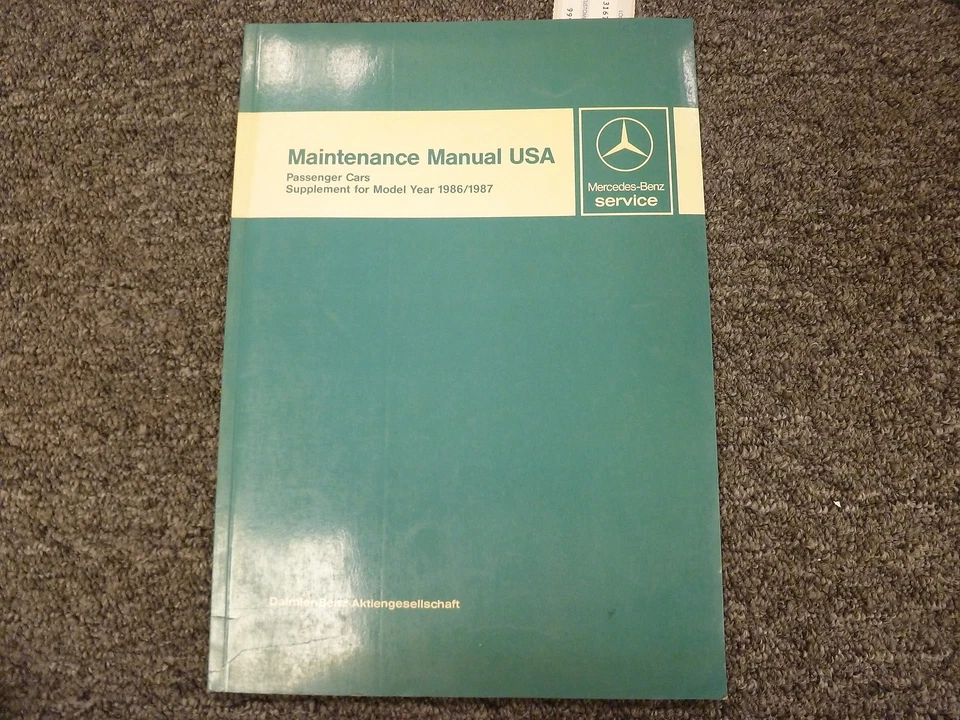 Maintenance Manual USA
Passenger Cars
Supplement for Model Year 1986/1987
Mercedes-Benz
service
Daimler-Benz Aktiengesellschaft